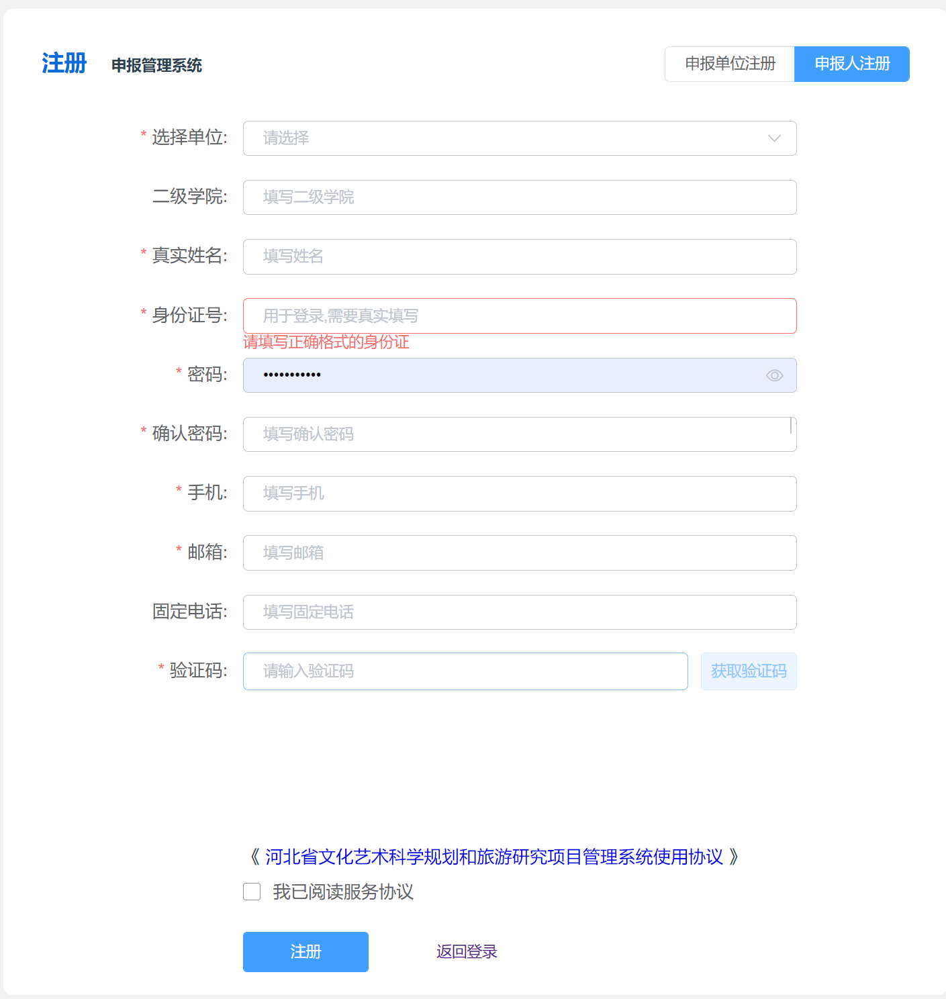 注册 申报管理系统 申报单位注册 申报人注册
* 选择单位: 请选择
二级学院: 填写二级学院
* 真实姓名: 填写姓名
* 身份证号: 用于登录,需要真实填写
请填写正确格式的身份证
* 密码: •••••••••••
* 确认密码: 填写确认密码
* 手机: 填写手机
* 邮箱: 填写邮箱
固定电话: 填写固定电话
* 验证码: 请输入验证码 获取验证码
《 河北省文化艺术科学规划和旅游研究项目管理系统使用协议 》
我已阅读服务协议
注册 返回登录